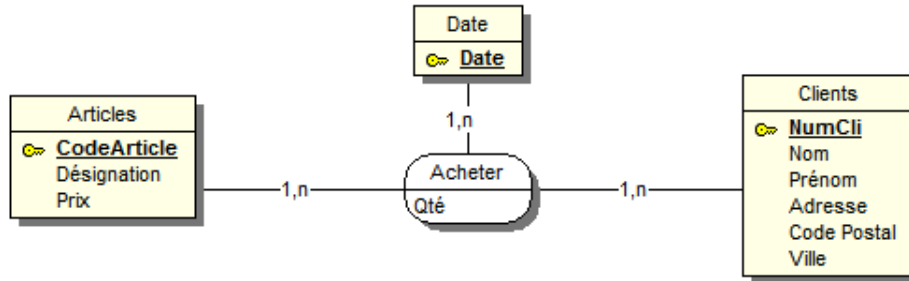 Date
Date
1,n
Articles
CodeArticle
Désignation
Prix
1,n
Acheter
Qté
1,n
Clients
NumCli
Nom
Prénom
Adresse
Code Postal
Ville